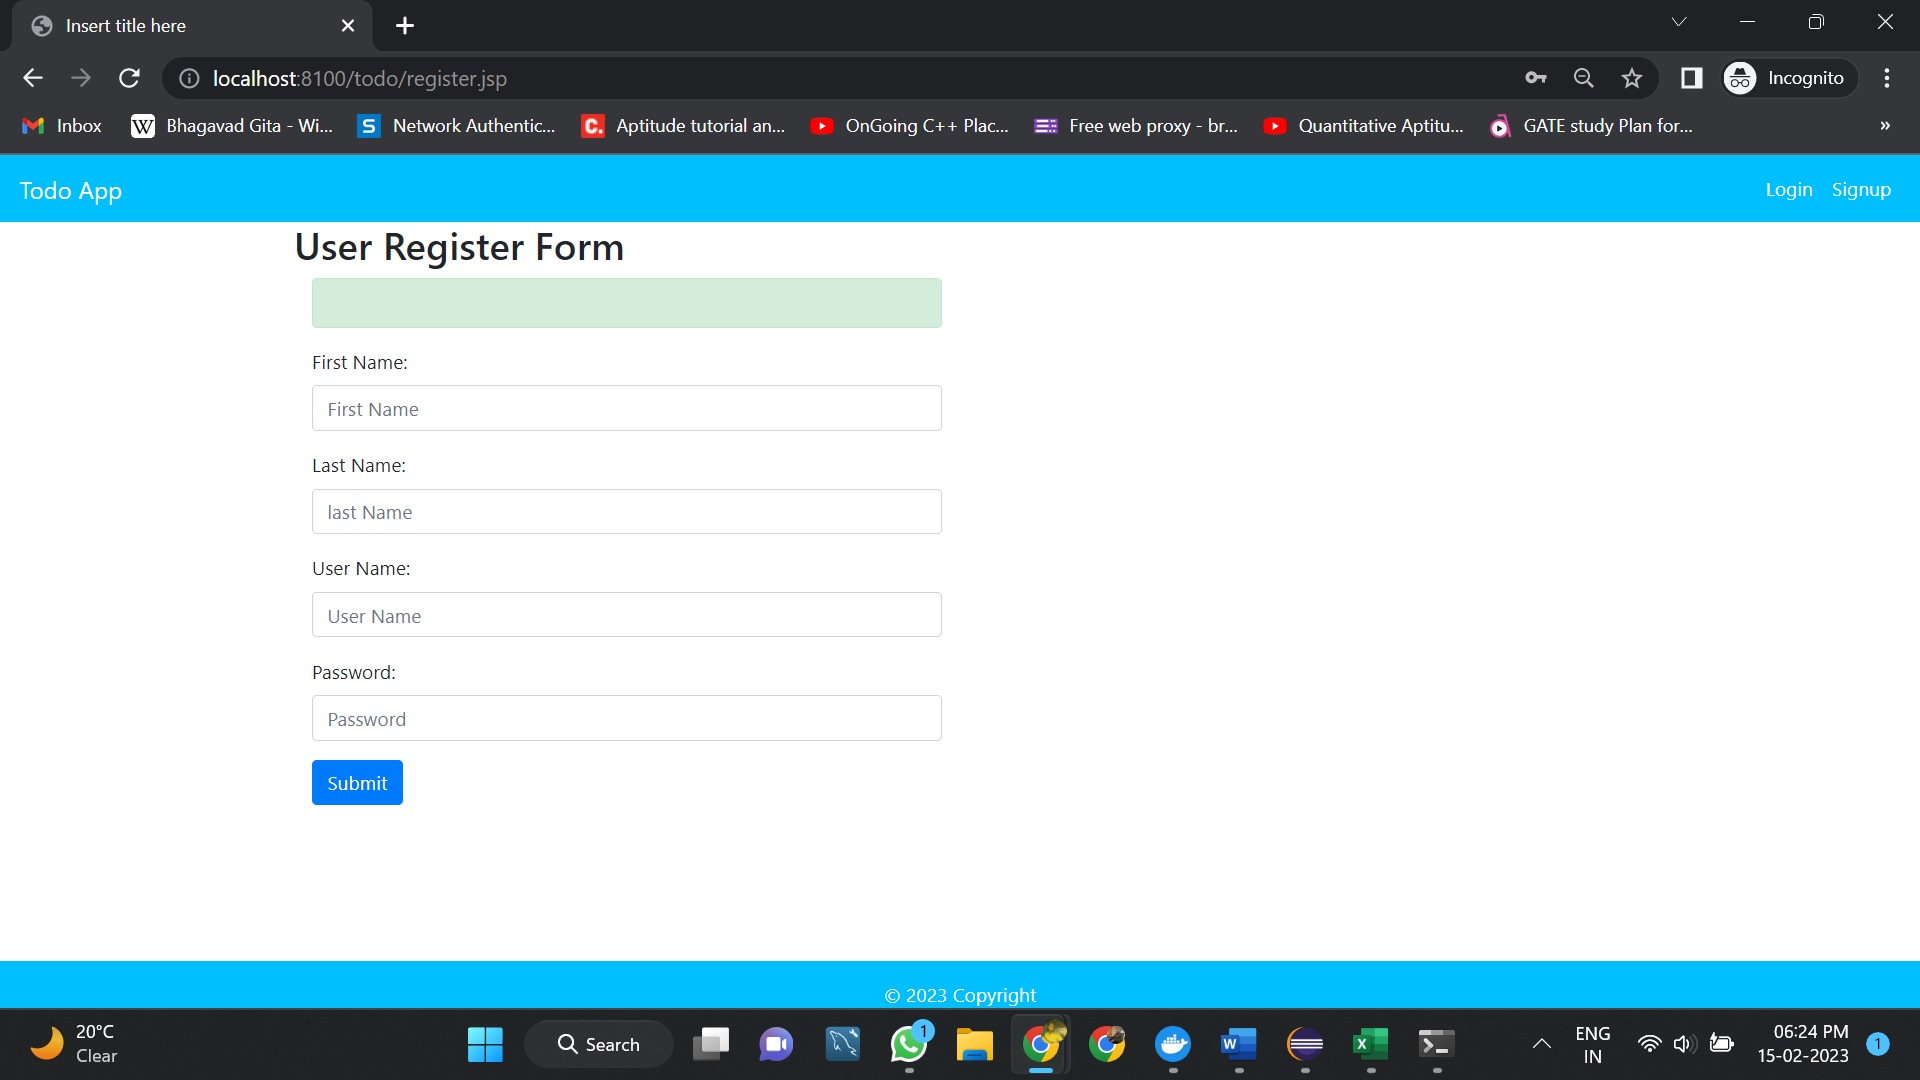 Insert title here
localhost:8100/todo/register.jsp
Incognito
Inbox
W
Bhagavad Gita - Wi...
S
Network Authentic...
C.
Aptitude tutorial an...
OnGoing C++ Plac...
Free web proxy - br...
Quantitative Aptitu...
GATE study Plan for...
»
Todo App
Login
Signup
User Register Form
First Name:
First Name
Last Name:
last Name
User Name:
User Name
Password:
Password
Submit
© 2023 Copyright
20°C
Clear
Search
1
W
X
ENG
IN
06:24 PM
15-02-2023
1